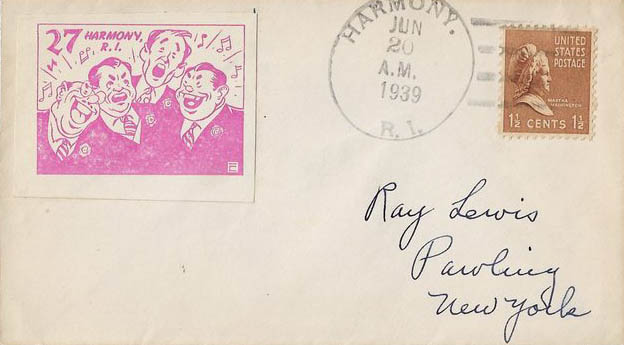 27 HARMONY,
R.I.
HARMONY.
JUN
20
A.M.
1939
R. I.
UNITED
STATES
POSTAGE
MARTHA
WASHINGTON
1½ CENTS 1½
Ray Lewis
Pawling
New York